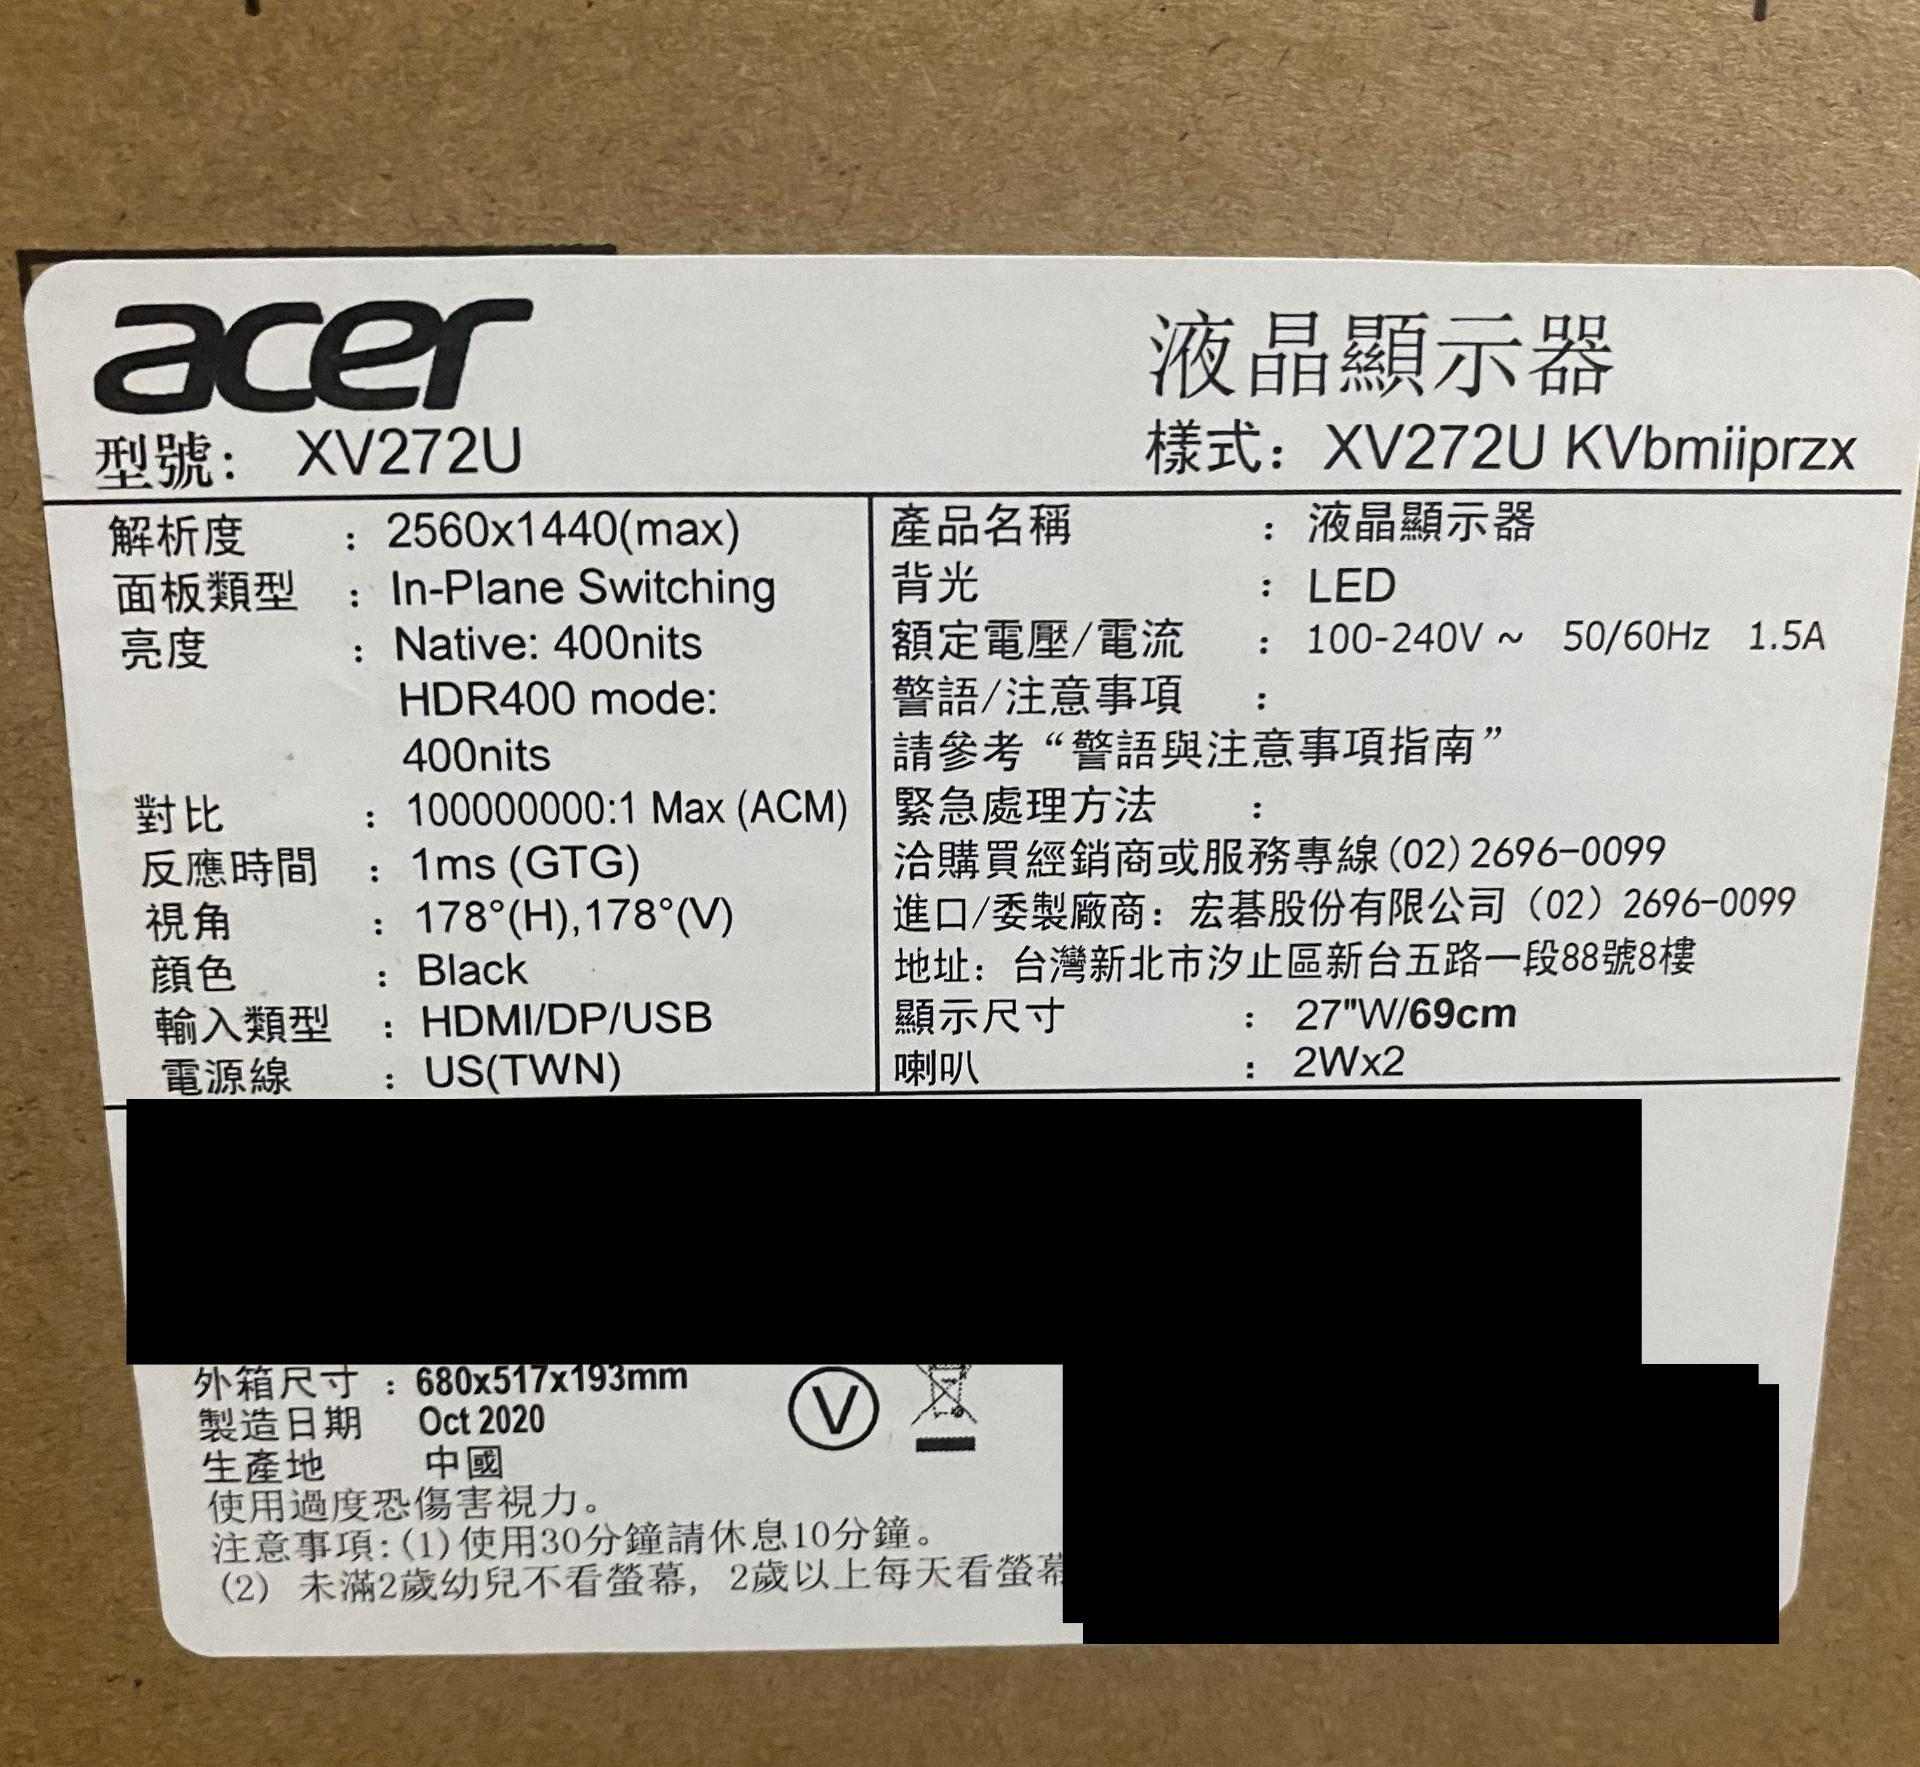 acer
液晶顯示器
型號: XV272U
樣式: XV272U KVbmiiprzx
解析度 : 2560x1440(max)
面板類型 : In-Plane Switching
亮度 : Native: 400nits
HDR400 mode:
400nits
對比 : 100000000:1 Max (ACM)
反應時間 : 1ms (GTG)
視角 : 178°(H),178°(V)
顏色 : Black
輸入類型 : HDMI/DP/USB
電源線 : US(TWN)
產品名稱 : 液晶顯示器
背光 : LED
額定電壓/電流 : 100-240V ~ 50/60Hz 1.5A
警語/注意事項 :
請參考“警語與注意事項指南”
緊急處理方法 :
洽購買經銷商或服務專線(02)2696-0099
進口/委製廠商: 宏碁股份有限公司 (02) 2696-0099
地址: 台灣新北市汐止區新台五路一段88號8樓
顯示尺寸 : 27"W/69cm
喇叭 : 2Wx2
外箱尺寸 : 680x517x193mm
製造日期 Oct 2020
生產地 中國
V
使用過度恐傷害視力。
注意事項:(1)使用30分鐘請休息10分鐘。
(2) 未滿2歲幼兒不看螢幕, 2歲以上每天看螢幕